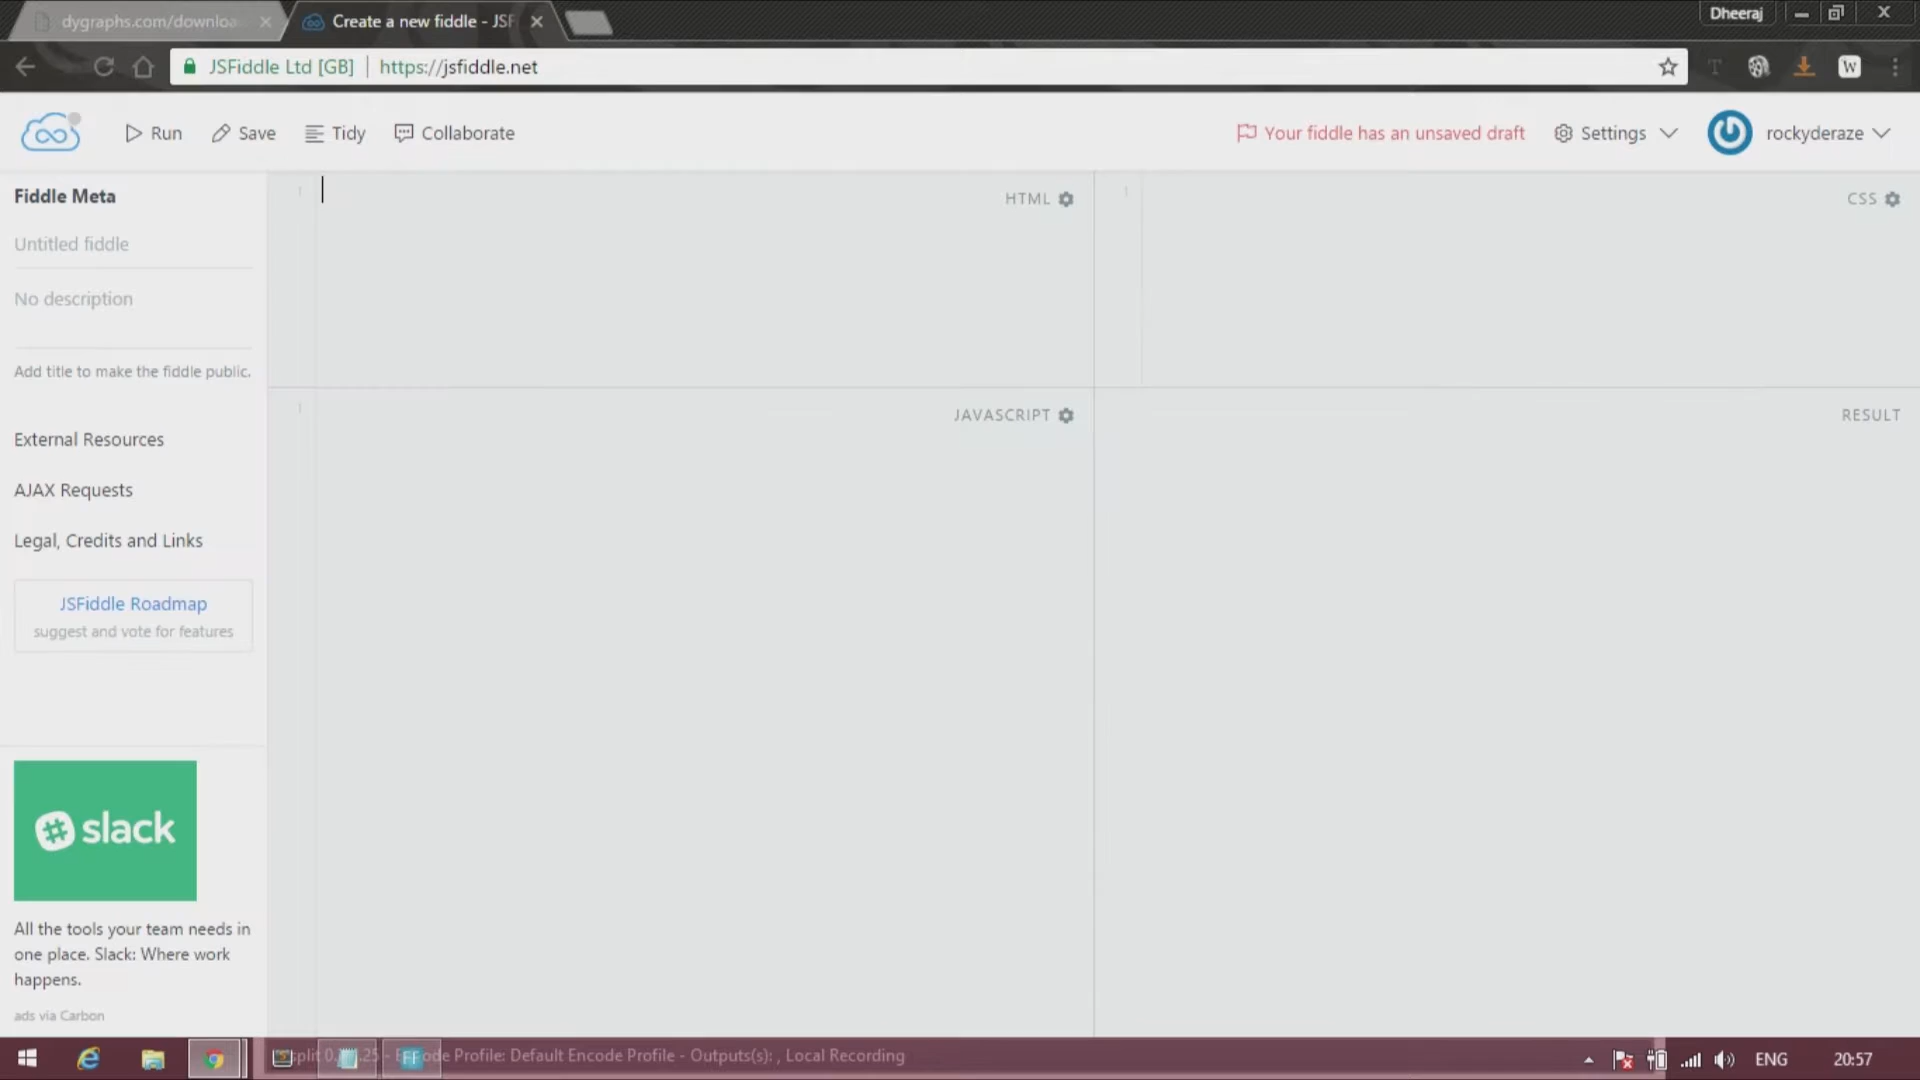 dygraphs.com/downloa
Create a new fiddle - JSF
Dheeraj
JSFiddle Ltd [GB]
https://jsfiddle.net
T
W
Run
Save
Tidy
Collaborate
Your fiddle has an unsaved draft
Settings
rockyderaze
Fiddle Meta
Untitled fiddle
No description
Add title to make the fiddle public.
External Resources
AJAX Requests
Legal, Credits and Links
JSFiddle Roadmap
suggest and vote for features
slack
All the tools your team needs in
one place. Slack: Where work
happens.
ads via Carbon
1
HTML
1
CSS
1
JAVASCRIPT
RESULT
FF
Profile: Default Encode Profile - Outputs(s): , Local Recording
ENG
20:57